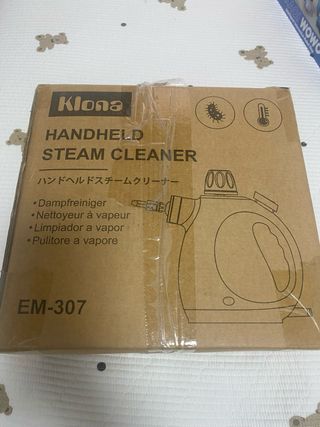 WOWO
Klona
HANDHELD
STEAM CLEANER
ハンドヘルドスチームクリーナー
• Dampfreiniger
• Nettoyeur à vapeur
• Limpiador a vapor
• Pulitore a vapore
EM-307